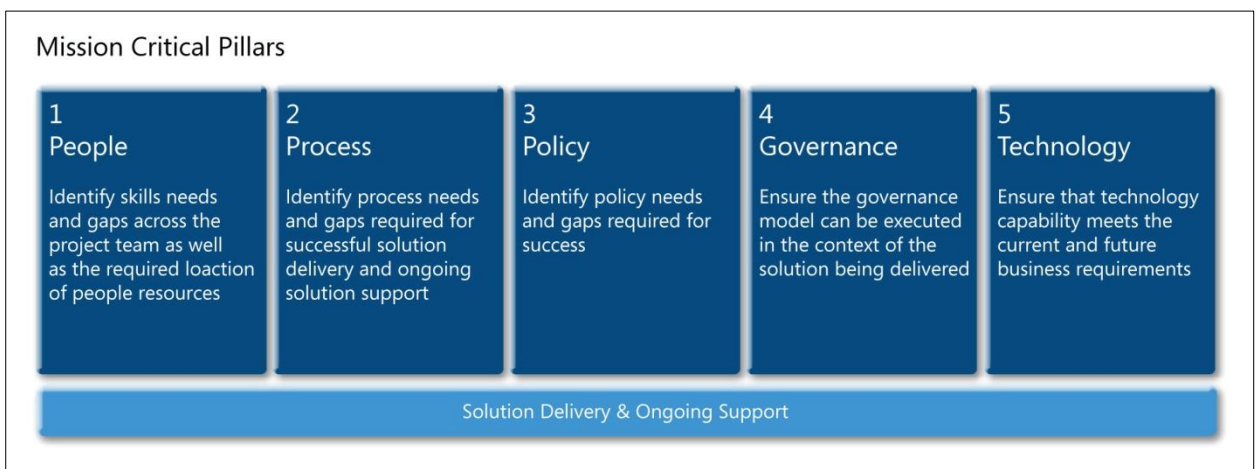 Mission Critical Pillars
1
People
Identify skills needs
and gaps across the
project team as well
as the required loaction
of people resources
2
Process
Identify process needs
and gaps required for
successful solution
delivery and ongoing
solution support
3
Policy
Identify policy needs
and gaps required for
success
4
Governance
Ensure the governance
model can be executed
in the context of the
solution being delivered
5
Technology
Ensure that technology
capability meets the
current and future
business requirements
Solution Delivery & Ongoing Support